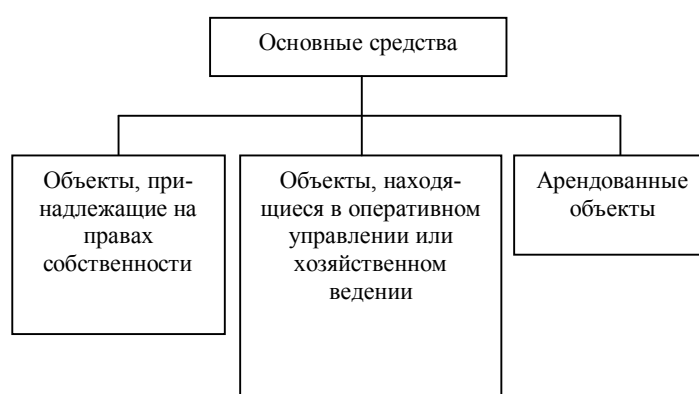 Основные средства
Объекты, при-
надлежащие на
правах
собственности
Объекты, находя-
щиеся в оперативном
управлении или
хозяйственном
ведении
Арендованные
объекты